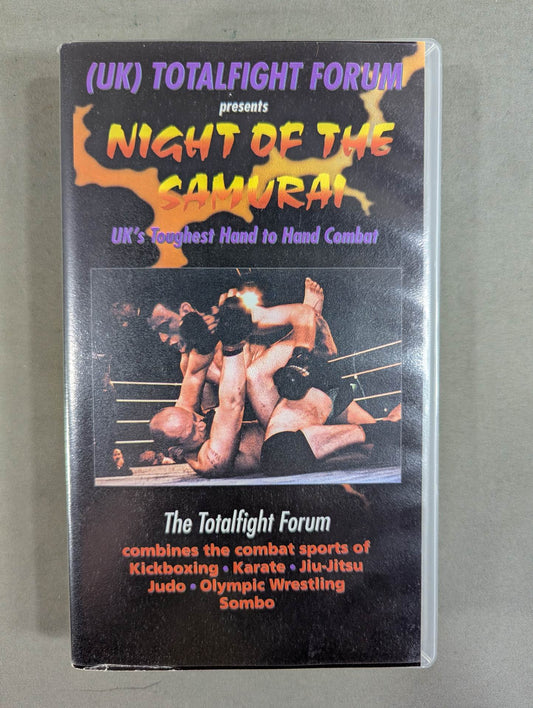 (UK) TOTALFIGHT FORUM
presents
NIGHT OF THE
SAMURAI
UK's Toughest Hand to Hand Combat
The Totalfight Forum
combines the combat sports of
Kickboxing • Karate • Jiu-Jitsu
Judo • Olympic Wrestling
Sombo